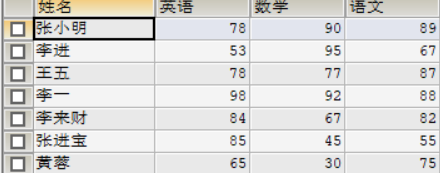 姓名 英语 数学 语文
张小明 78 90 89
李进 53 95 67
王五 78 77 87
李一 98 92 88
李来财 84 67 82
张进宝 85 45 55
黄蓉 65 30 75